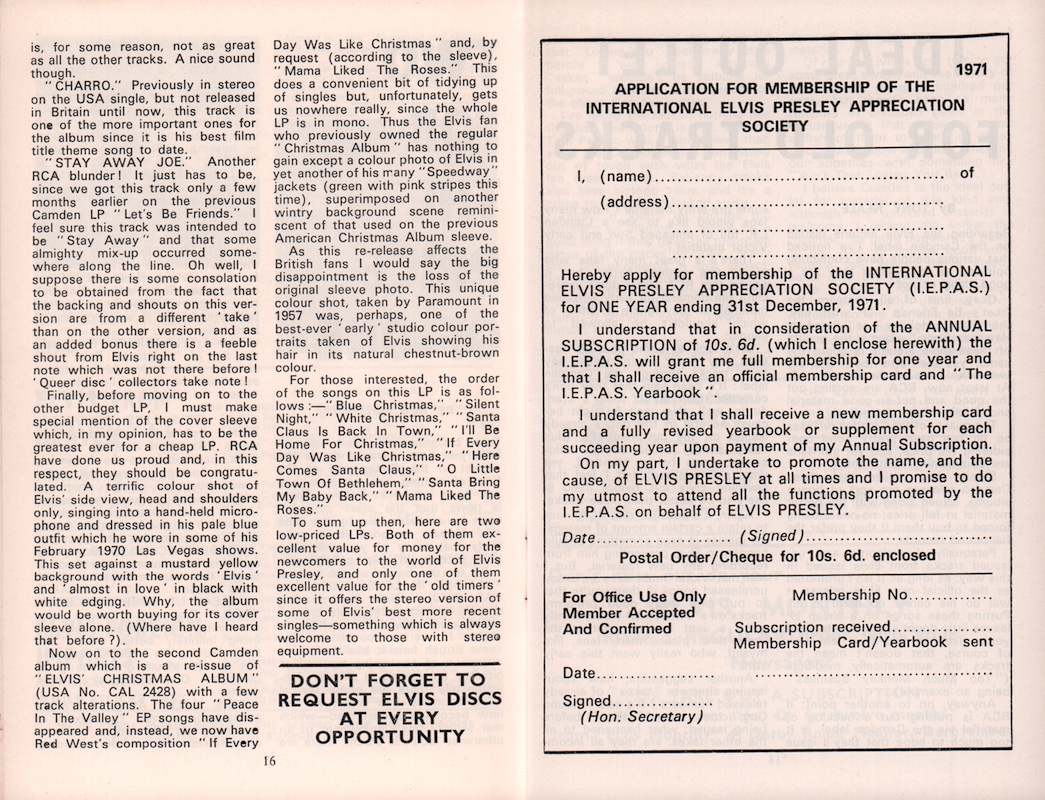 is, for some reason, not as great
as all the other tracks. A nice sound
though.
"CHARRO." Previously in stereo
on the USA single, but not released
in Britain until now, this track is
one of the more important ones for
the album since it is his best film
title theme song to date.
"STAY AWAY JOE." Another
RCA blunder! It just has to be,
since we got this track only a few
months earlier on the previous
Camden LP "Let's Be Friends." I
feel sure this track was intended to
be "Stay Away" and that some
almighty mix-up occurred some-
where along the line. Oh well, I
suppose there is some consolation
to be obtained from the fact that
the backing and shouts on this ver-
sion are from a different 'take'
than on the other version, and as
an added bonus there is a feeble
shout from Elvis right on the last
note which was not there before!
'Queer disc' collectors take note!
Finally, before moving on to the
other budget LP, I must make
special mention of the cover sleeve
which, in my opinion, has to be the
greatest ever for a cheap LP. RCA
have done us proud and, in this
respect, they should be congratu-
lated. A terrific colour shot of
Elvis' side view, head and shoulders
only, singing into a hand-held micro-
phone and dressed in his pale blue
outfit which he wore in some of his
February 1970 Las Vegas shows.
This set against a mustard yellow
background with the words 'Elvis'
and 'almost in love' in black with
white edging. Why, the album
would be worth buying for its cover
sleeve alone. (Where have I heard
that before?).
Now on to the second Camden
album which is a re-issue of
"ELVIS' CHRISTMAS ALBUM"
(USA No. CAL 2428) with a few
track alterations. The four "Peace
In The Valley" EP songs have dis-
appeared and, instead, we now have
Red West's composition "If Every
Day Was Like Christmas" and, by
request (according to the sleeve),
"Mama Liked The Roses." This
does a convenient bit of tidying up
of singles but, unfortunately, gets
us nowhere really, since the whole
LP is in mono. Thus the Elvis fan
who previously owned the regular
"Christmas Album" has nothing to
gain except a colour photo of Elvis in
yet another of his many "Speedway"
jackets (green with pink stripes this
time), superimposed on another
wintry background scene remini-
scent of that used on the previous
American Christmas Album sleeve.
As this re-release affects the
British fans I would say the big
disappointment is the loss of the
original sleeve photo. This unique
colour shot, taken by Paramount in
1957 was, perhaps, one of the
best-ever 'early' studio colour por-
traits taken of Elvis showing his
hair in its natural chestnut-brown
colour.
For those interested, the order
of the songs on this LP is as fol-
lows:—"Blue Christmas," "Silent
Night," "White Christmas," "Santa
Claus Is Back In Town," "I'll Be
Home For Christmas," "If Every
Day Was Like Christmas," "Here
Comes Santa Claus," "O Little
Town Of Bethlehem," "Santa Bring
My Baby Back," "Mama Liked The
Roses."
To sum up then, here are two
low-priced LPs. Both of them ex-
cellent value for money for the
newcomers to the world of Elvis
Presley, and only one of them
excellent value for the 'old timers'
since it offers the stereo version of
some of Elvis' best more recent
singles—something which is always
welcome to those with stereo
equipment.
DON'T FORGET TO
REQUEST ELVIS DISCS
AT EVERY
OPPORTUNITY
16
1971
APPLICATION FOR MEMBERSHIP OF THE
INTERNATIONAL ELVIS PRESLEY APPRECIATION
SOCIETY
I, (name)................................................ of
(address)..............................................
..............................................
..............................................
Hereby apply for membership of the INTERNATIONAL
ELVIS PRESLEY APPRECIATION SOCIETY (I.E.P.A.S.)
for ONE YEAR ending 31st December, 1971.
I understand that in consideration of the ANNUAL
SUBSCRIPTION of 10s. 6d. (which I enclose herewith) the
I.E.P.A.S. will grant me full membership for one year and
that I shall receive an official membership card and "The
I.E.P.A.S. Yearbook".
I understand that I shall receive a new membership card
and a fully revised yearbook or supplement for each
succeeding year upon payment of my Annual Subscription.
On my part, I undertake to promote the name, and the
cause, of ELVIS PRESLEY at all times and I promise to do
my utmost to attend all the functions promoted by the
I.E.P.A.S. on behalf of ELVIS PRESLEY.
Date........................ (Signed)................................
Postal Order/Cheque for 10s. 6d. enclosed
For Office Use Only
Member Accepted
And Confirmed
Membership No..............
Subscription received.................
Membership Card/Yearbook sent
Date....................... ........................................
Signed......................
(Hon. Secretary)